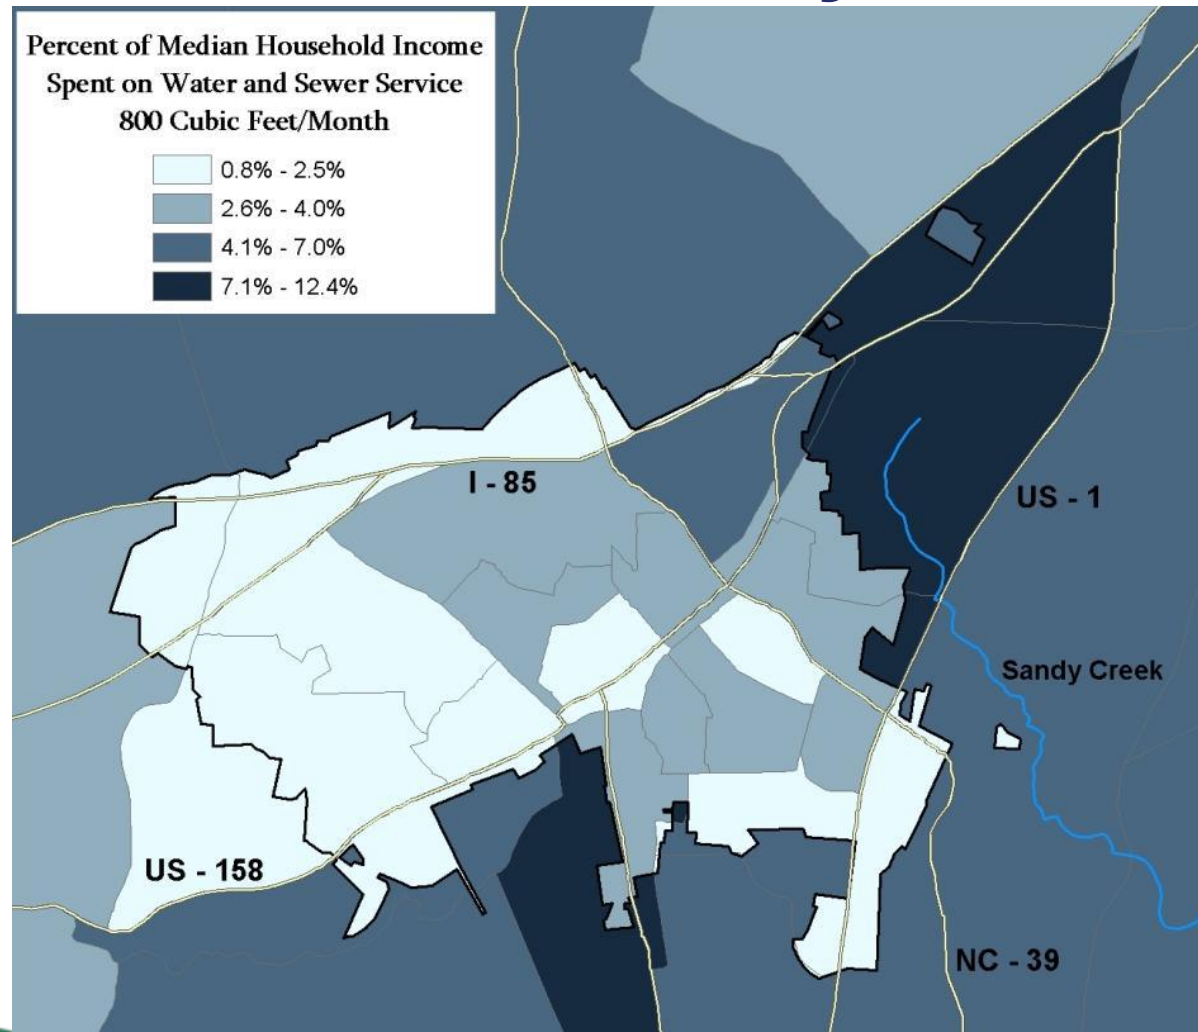 Percent of Median Household Income
Spent on Water and Sewer Service
800 Cubic Feet/Month
0.8% - 2.5%
2.6% - 4.0%
4.1% - 7.0%
7.1% - 12.4%
I - 85
US - 1
Sandy Creek
US - 158
NC - 39